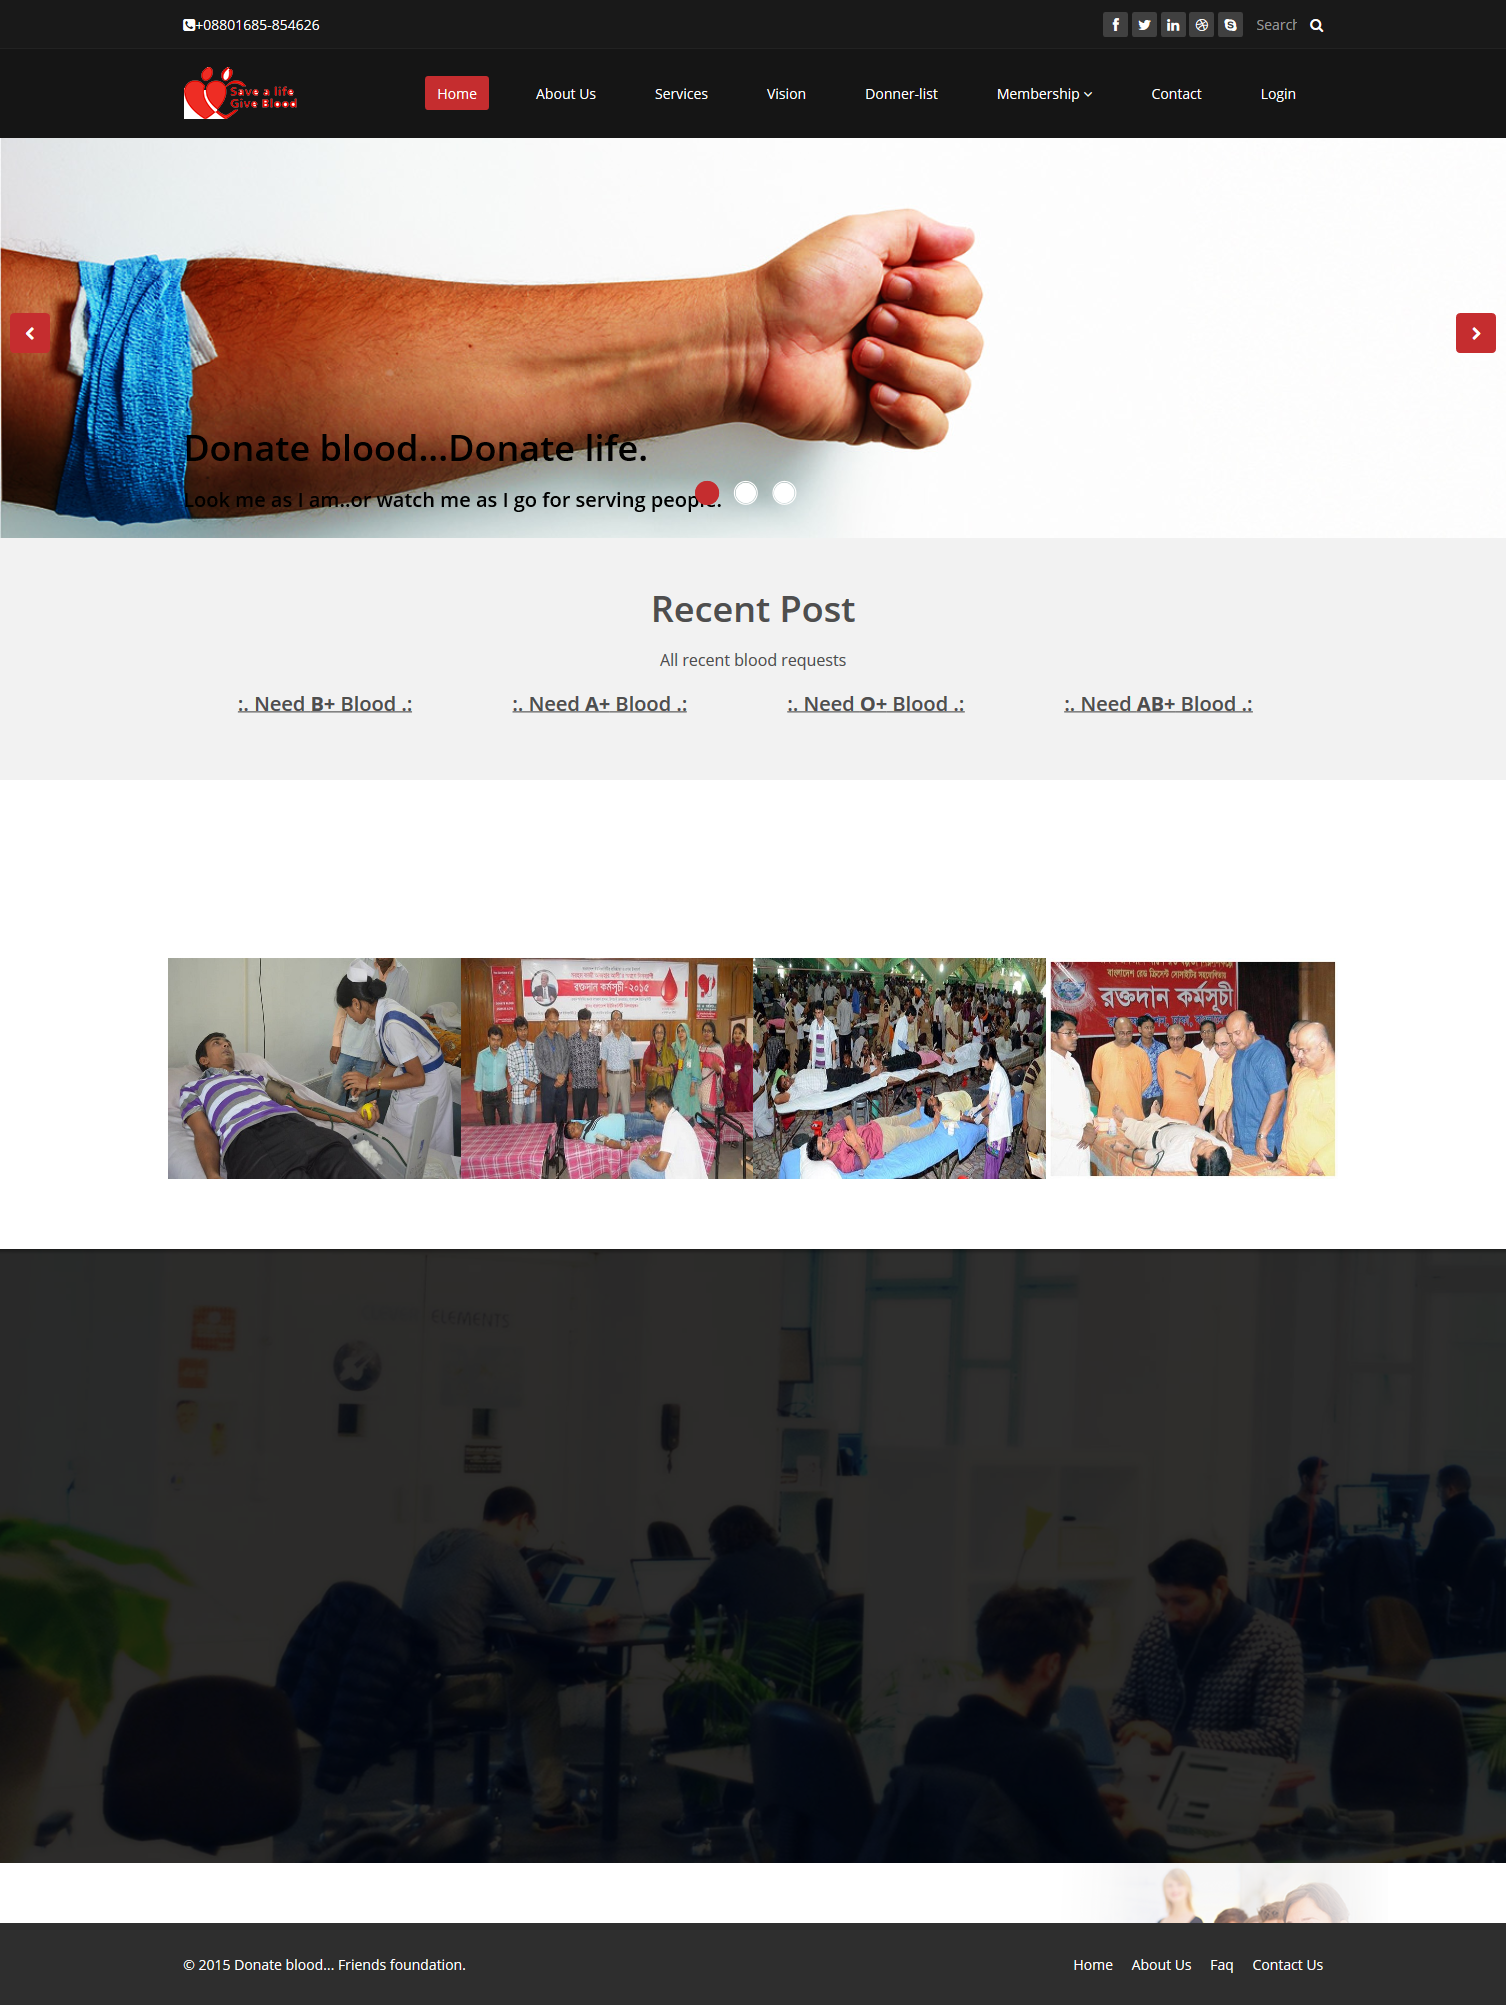 +08801685-854626
Search
Save a life
Give Blood
Home
About Us
Services
Vision
Donner-list
Membership
Contact
Login
Donate blood...Donate life.
Look me as I am..or watch me as I go for serving people.
Recent Post
All recent blood requests
:. Need B+ Blood .:
:. Need A+ Blood .:
:. Need O+ Blood .:
:. Need AB+ Blood .:
রক্তদান কর্মসূচী-২০১৫
বাংলাদেশ রেড ক্রিসেন্ট সোসাইটির সহযোগিতায়
রক্তদান কর্মসূচী
ELEMENTS
© 2015 Donate blood... Friends foundation.
Home
About Us
Faq
Contact Us